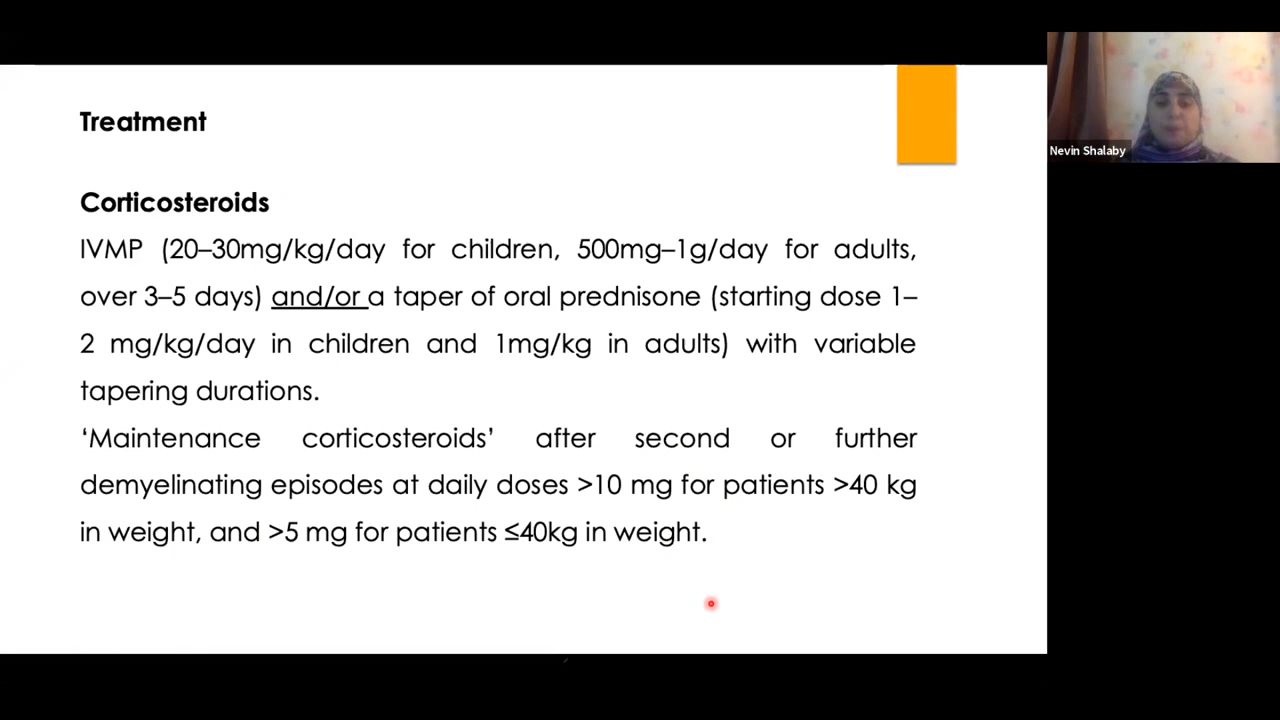 Treatment
Corticosteroids
IVMP (20–30mg/kg/day for children, 500mg–1g/day for adults,
over 3–5 days) and/or a taper of oral prednisone (starting dose 1–
2 mg/kg/day in children and 1mg/kg in adults) with variable
tapering durations.
‘Maintenance corticosteroids’ after second or further
demyelinating episodes at daily doses >10 mg for patients >40 kg
in weight, and >5 mg for patients ≤40kg in weight.
Nevin Shalaby